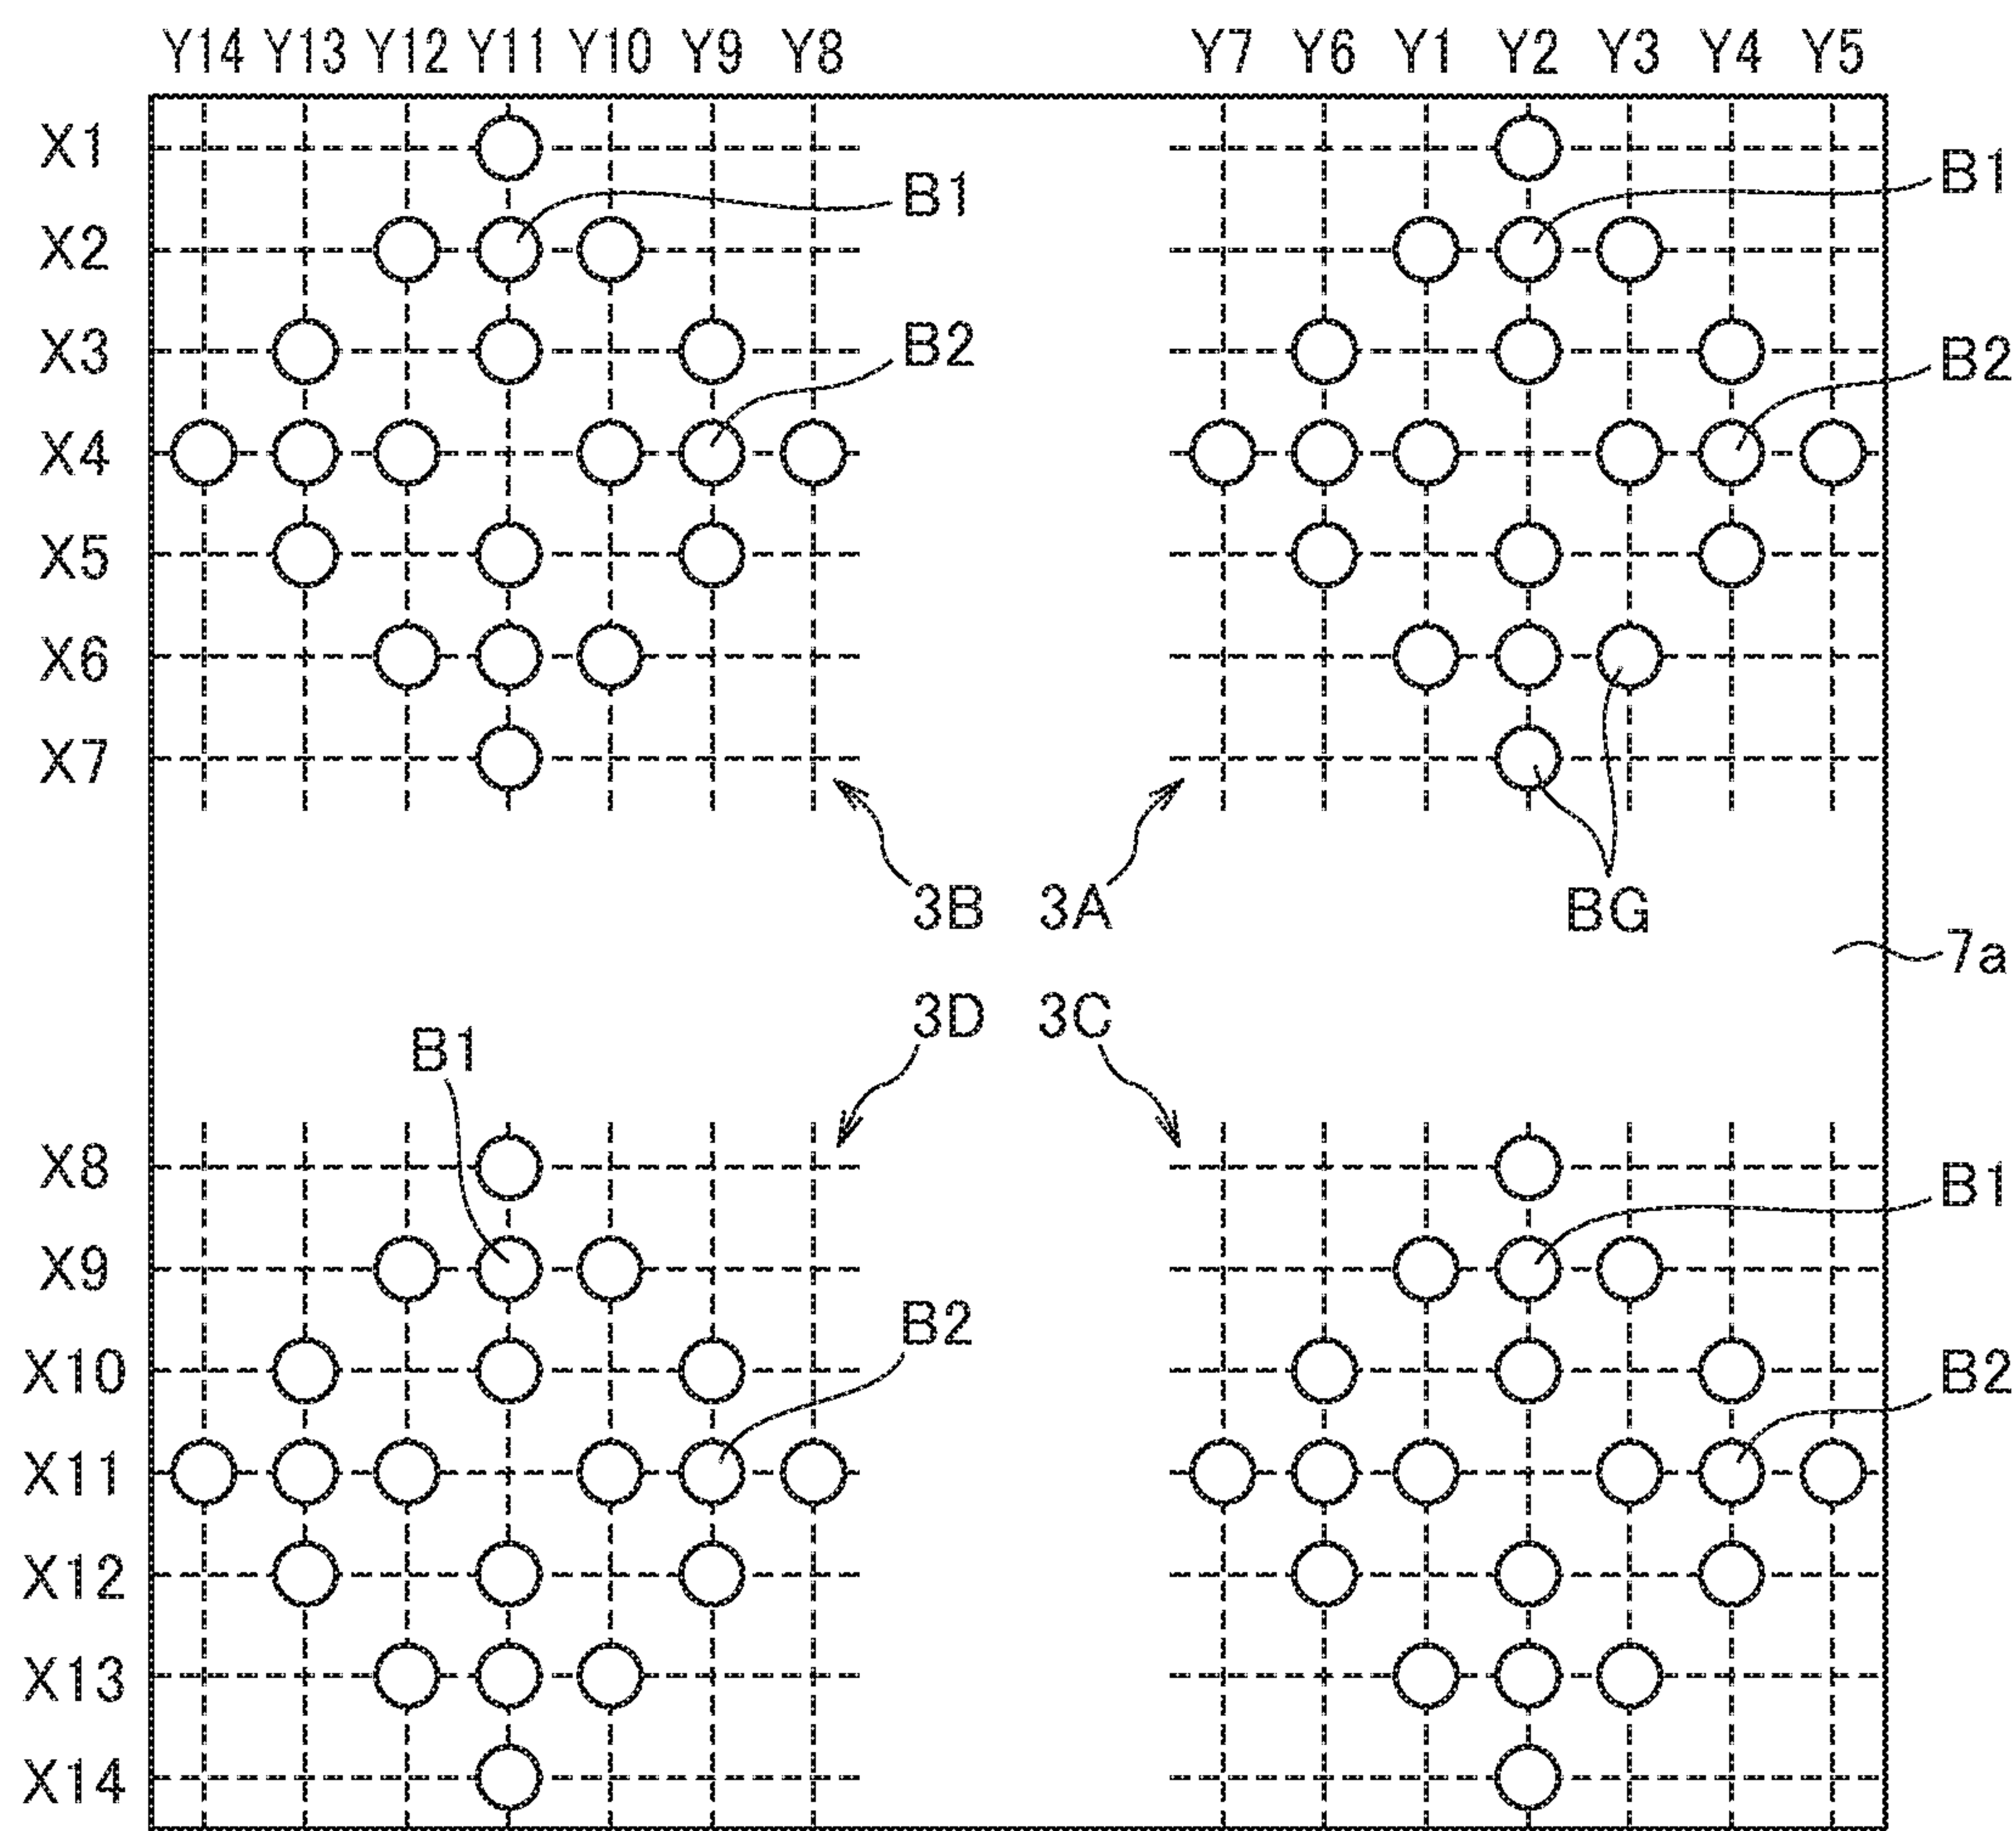 Y14 Y13 Y12 Y11 Y10 Y9 Y8 Y7 Y6 Y1 Y2 Y3 Y4 Y5
X1
B1
B1
X2
X3
B2
B2
X4
X5
X6
X7
3B 3A BG
7a
3D 3C
B1
X8
B1
X9
B2
X10
B2
X11
X12
X13
X14